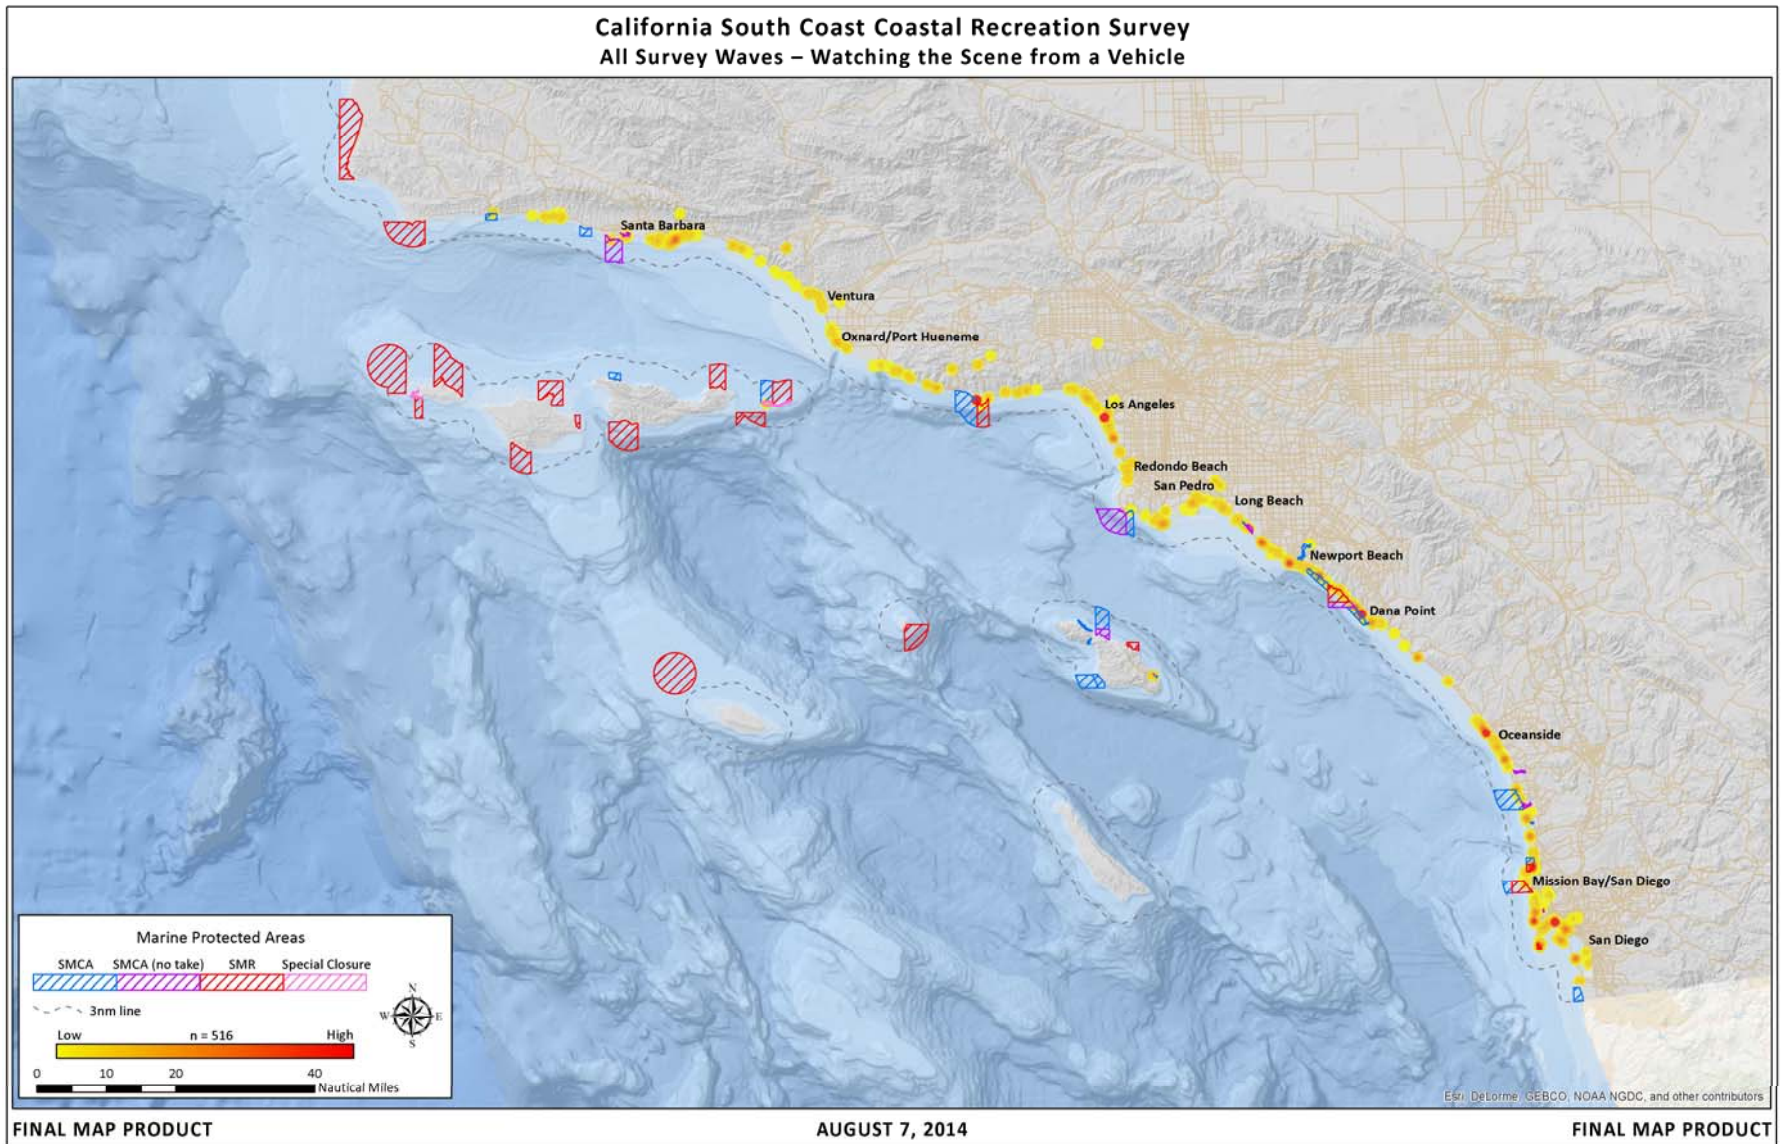 California South Coast Coastal Recreation Survey
All Survey Waves – Watching the Scene from a Vehicle
Santa Barbara
Ventura
Oxnard/Port Hueneme
Los Angeles
Redondo Beach
San Pedro
Long Beach
Newport Beach
Dana Point
Oceanside
Mission Bay/San Diego
San Diego
Marine Protected Areas
SMCA SMCA (no take) SMR Special Closure
3nm line
N
W E
S
Low n = 516 High
0 10 20 40
Nautical Miles
Esri, DeLorme, GEBCO, NOAA NGDC, and other contributors
FINAL MAP PRODUCT AUGUST 7, 2014 FINAL MAP PRODUCT